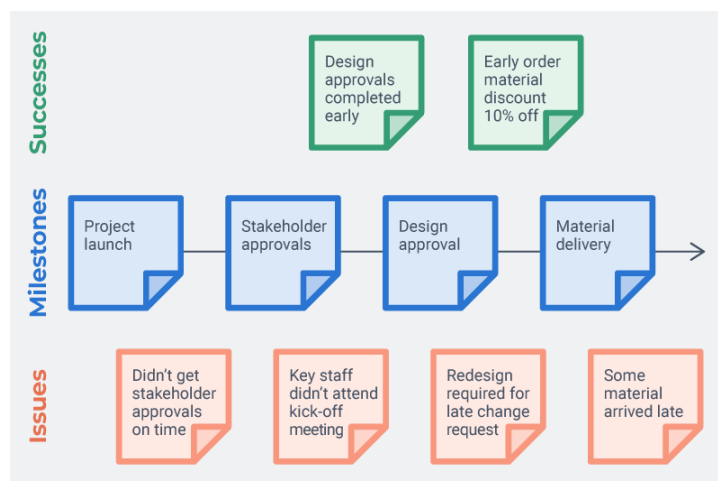 Successes
Design
approvals
completed
early
Early order
material
discount
10% off
Milestones
Project
launch
Stakeholder
approvals
Design
approval
Material
delivery
Issues
Didn't get
stakeholder
approvals
on time
Key staff
didn't attend
kick-off
meeting
Redesign
required for
late change
request
Some
material
arrived late